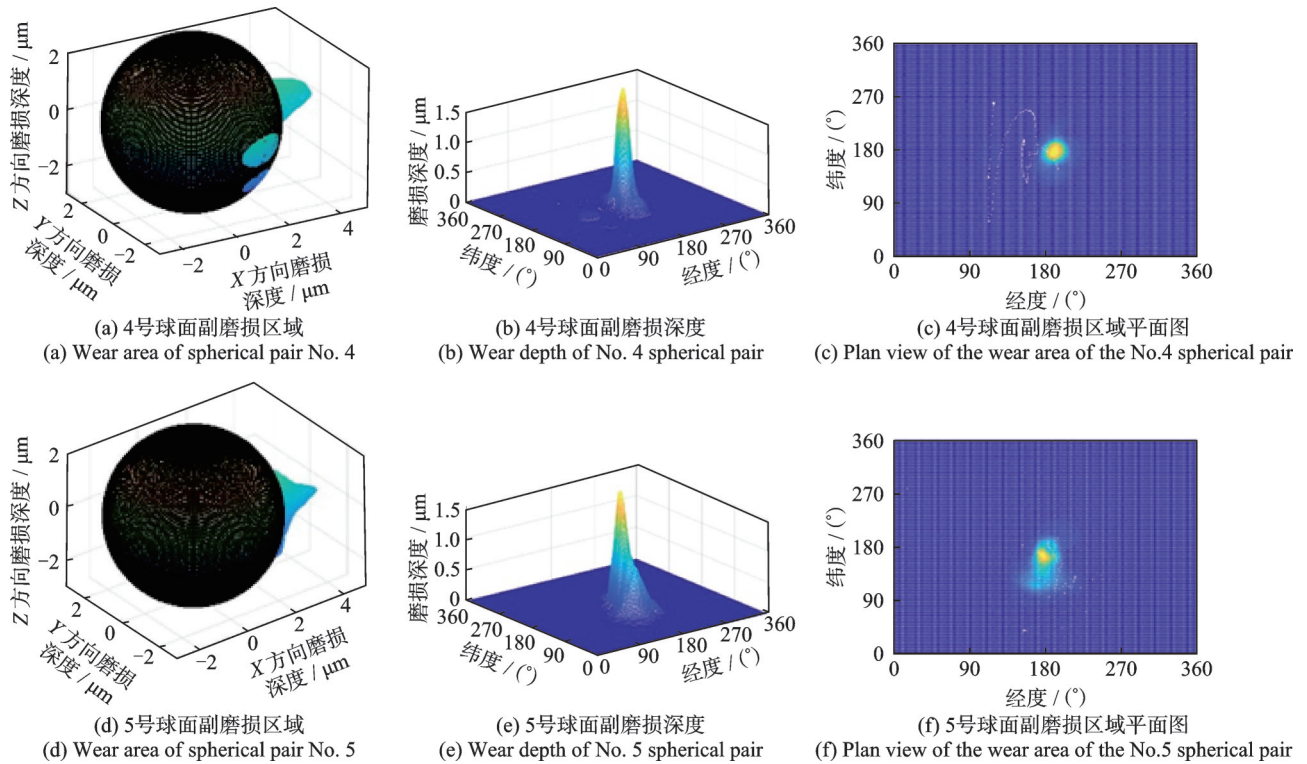 2
0
−2
Z 方向磨损深度 / μm
2
0
−2
Y 方向磨损
深度 / μm
−2
0
2
4
X 方向磨损
深度 / μm
(a) 4号球面副磨损区域
(a) Wear area of spherical pair No. 4
1.5
1.0
0.5
0
磨损深度 / μm
360
270
180
90
0
纬度 / (°)
0
90
180
270
360
经度 / (°)
(b) 4号球面副磨损深度
(b) Wear depth of No. 4 spherical pair
360
270
180
90
0
纬度 / (°)
0
90
180
270
360
经度 / (°)
(c) 4号球面副磨损区域平面图
(c) Plan view of the wear area of the No.4 spherical pair
2
0
−2
Z 方向磨损深度 / μm
2
0
−2
Y 方向磨损
深度 / μm
−2
0
2
4
X 方向磨损
深度 / μm
(d) 5号球面副磨损区域
(d) Wear area of spherical pair No. 5
1.5
1.0
0.5
0
磨损深度 / μm
360
270
180
90
0
纬度 / (°)
0
90
180
270
360
经度 / (°)
(e) 5号球面副磨损深度
(e) Wear depth of No. 5 spherical pair
360
270
180
90
0
纬度 / (°)
0
90
180
270
360
经度 / (°)
(f) 5号球面副磨损区域平面图
(f) Plan view of the wear area of the No.5 spherical pair